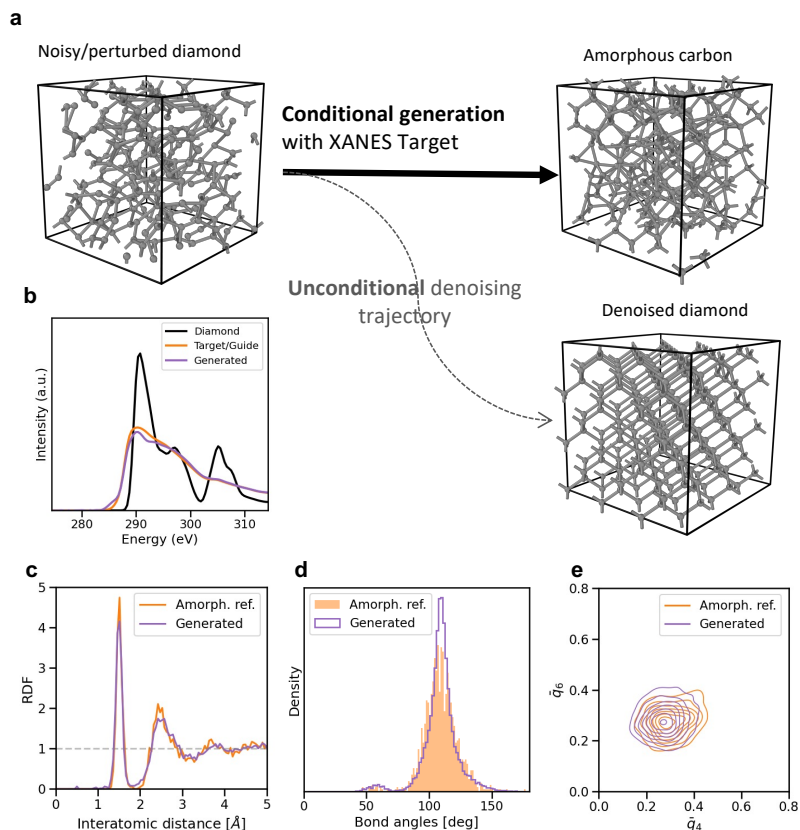 a
Noisy/perturbed diamond
Conditional generation
with XANES Target
Amorphous carbon
Unconditional denoising
trajectory
Denoised diamond
b
Diamond
Target/Guide
Generated
Intensity (a.u.)
280 290 300 310
Energy (eV)
c
Amorph. ref.
Generated
RDF
5
4
3
2
1
0
0 1 2 3 4 5
Interatomic distance [Å]
d
Amorph. ref.
Generated
Density
0 50 100 150
Bond angles [deg]
e
Amorph. ref.
Generated
q̄6
0.8
0.6
0.4
0.2
0.0
0.0 0.2 0.4 0.6 0.8
q̄4